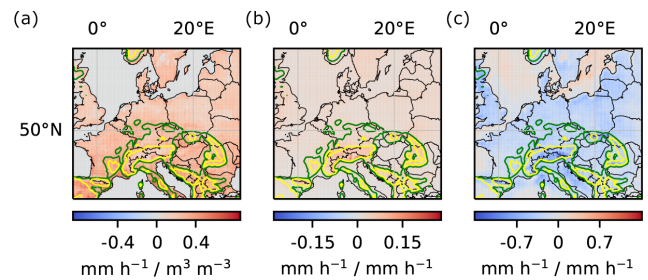 (a) 0° 20°E (b) 0° 20°E (c) 0° 20°E
50°N
-0.4 0 0.4 -0.15 0 0.15 -0.7 0 0.7
mm h⁻¹ / m³ m⁻³ mm h⁻¹ / mm h⁻¹ mm h⁻¹ / mm h⁻¹